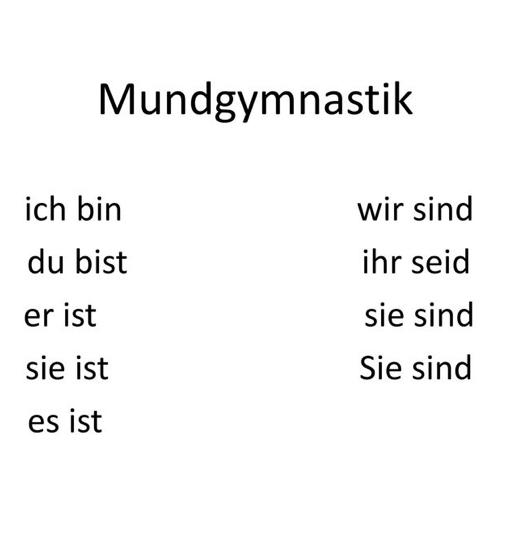 Mundgymnastik
ich bin
du bist
er ist
sie ist
es ist
wir sind
ihr seid
sie sind
Sie sind